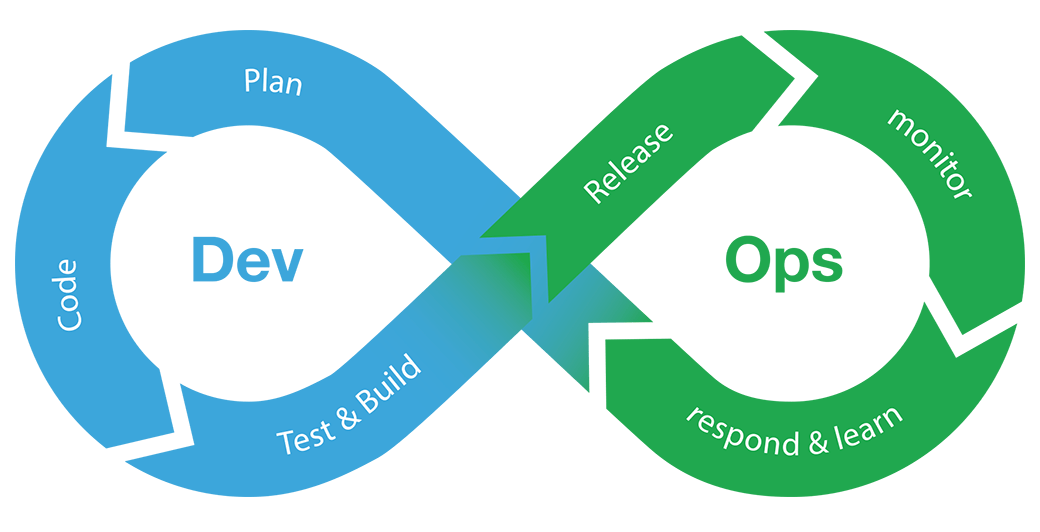 Plan
Code
Test & Build
Dev
Release
monitor
respond & learn
Ops